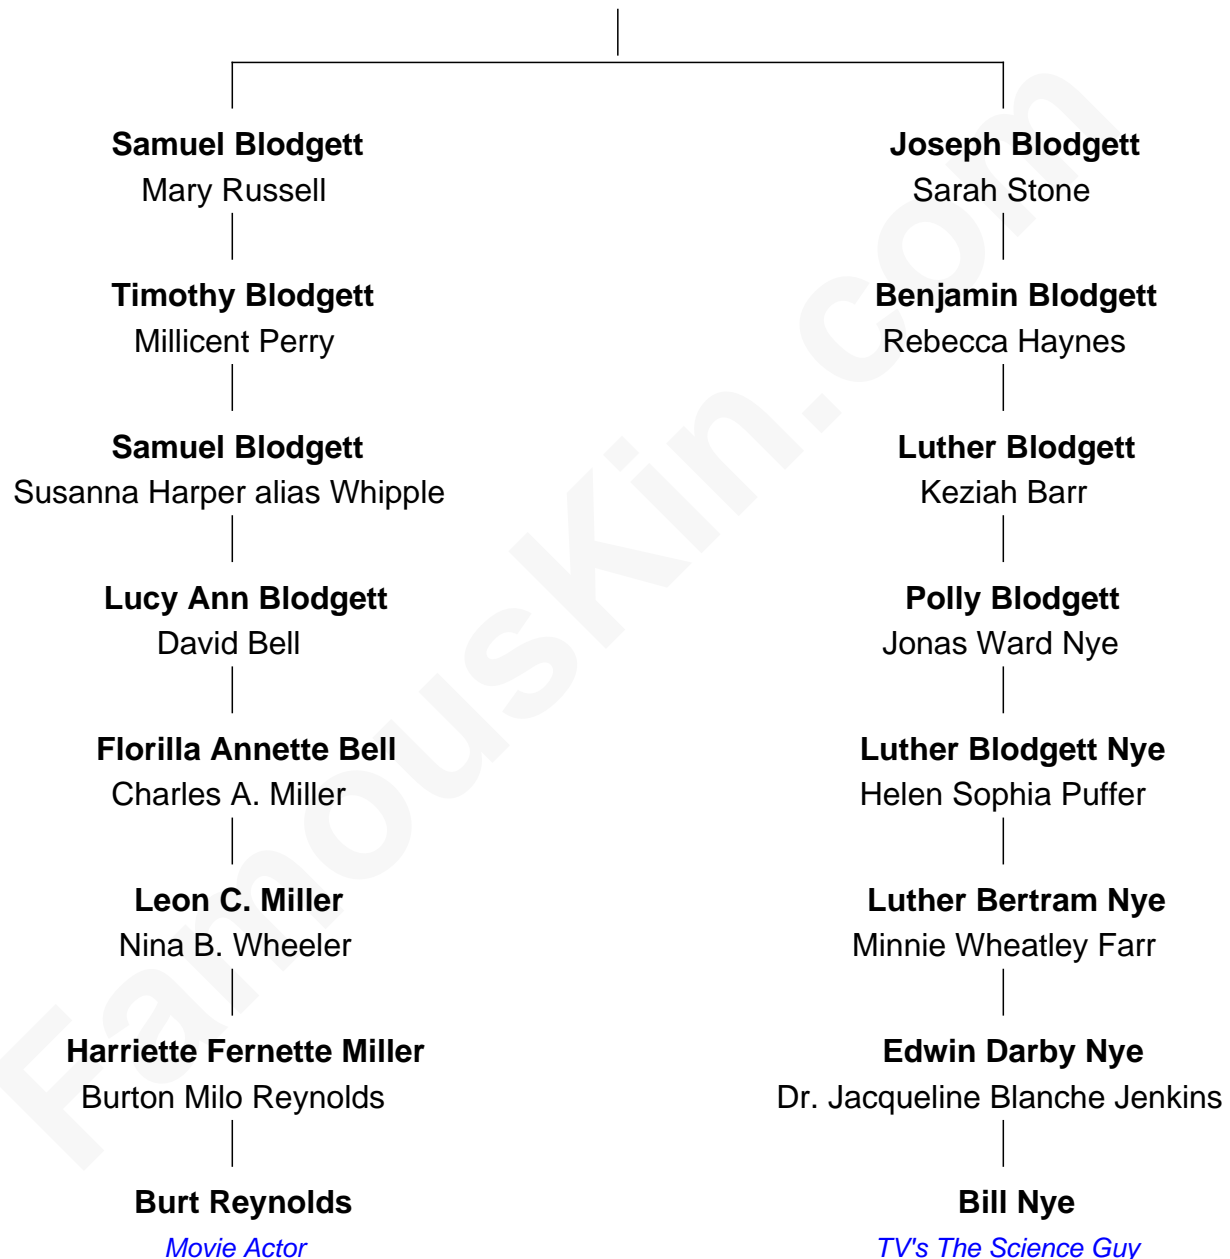 Samuel Blodgett
Mary Russell
Timothy Blodgett
Millicent Perry
Samuel Blodgett
Susanna Harper alias Whipple
Lucy Ann Blodgett
David Bell
Florilla Annette Bell
Charles A. Miller
Leon C. Miller
Nina B. Wheeler
Harriette Fernette Miller
Burton Milo Reynolds
Burt Reynolds
Movie Actor
Joseph Blodgett
Sarah Stone
Benjamin Blodgett
Rebecca Haynes
Luther Blodgett
Keziah Barr
Polly Blodgett
Jonas Ward Nye
Luther Blodgett Nye
Helen Sophia Puffer
Luther Bertram Nye
Minnie Wheatley Farr
Edwin Darby Nye
Dr. Jacqueline Blanche Jenkins
Bill Nye
TV's The Science Guy
FamousKin.com